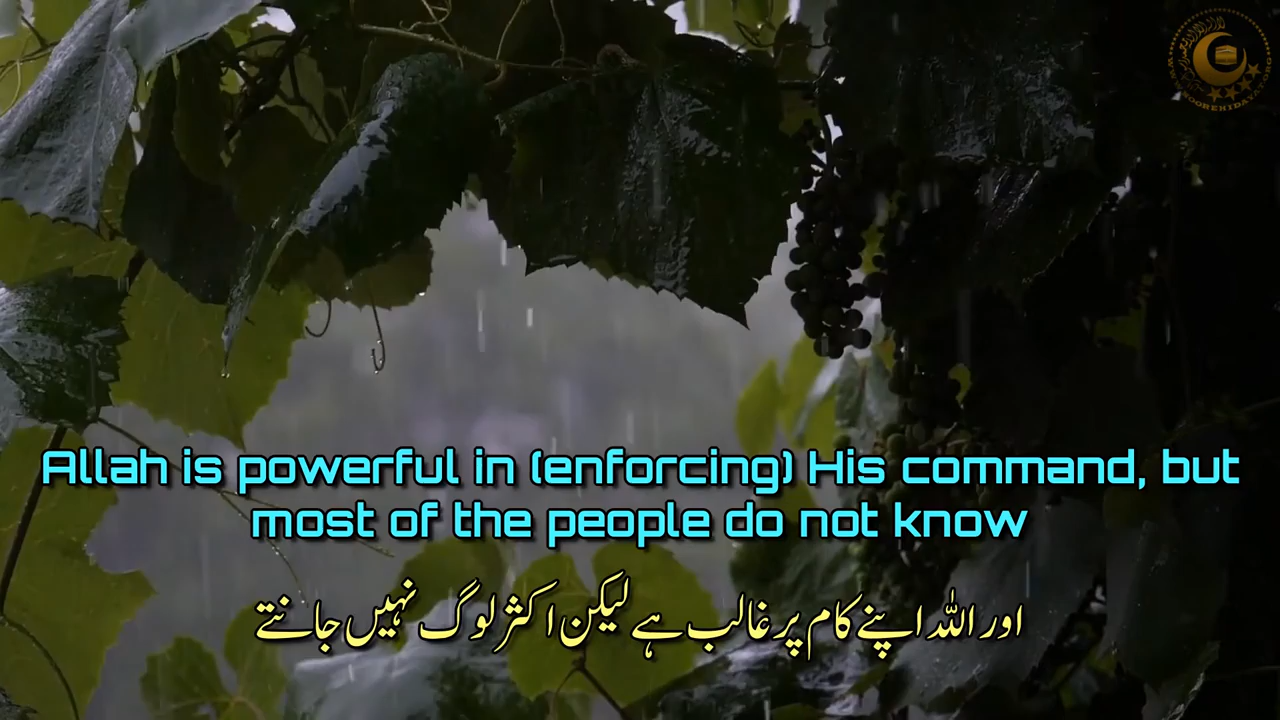 Allah is powerful in (enforcing) His command, but
most of the people do not know
اور اللہ اپنے کام پر غالب ہے لیکن اکثر لوگ نہیں جانتے